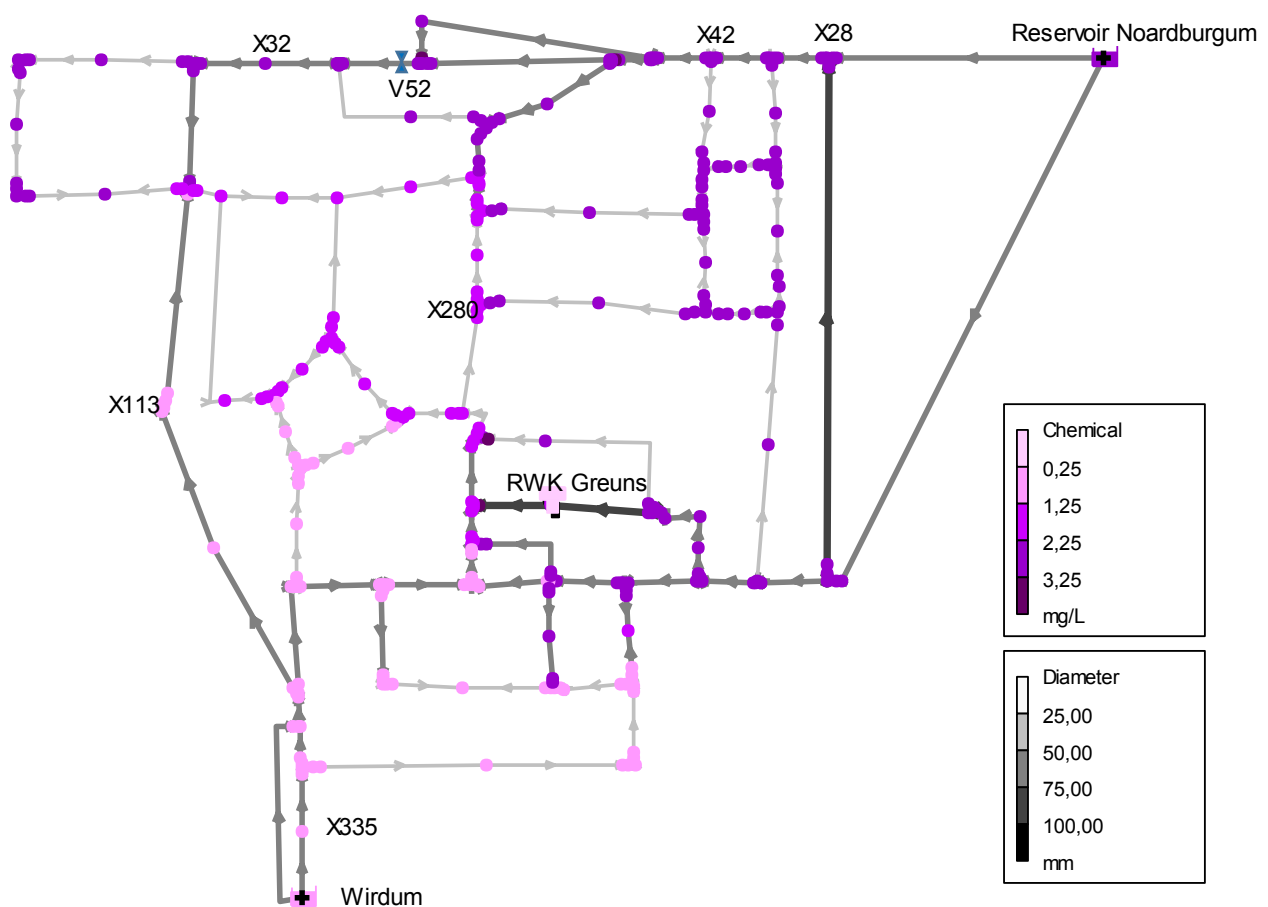 X32
X42
X28
Reservoir Noardburgum
V52
X280
X113
RWK Greuns
X335
Wirdum
Chemical
0,25
1,25
2,25
3,25
mg/L
Diameter
25,00
50,00
75,00
100,00
mm